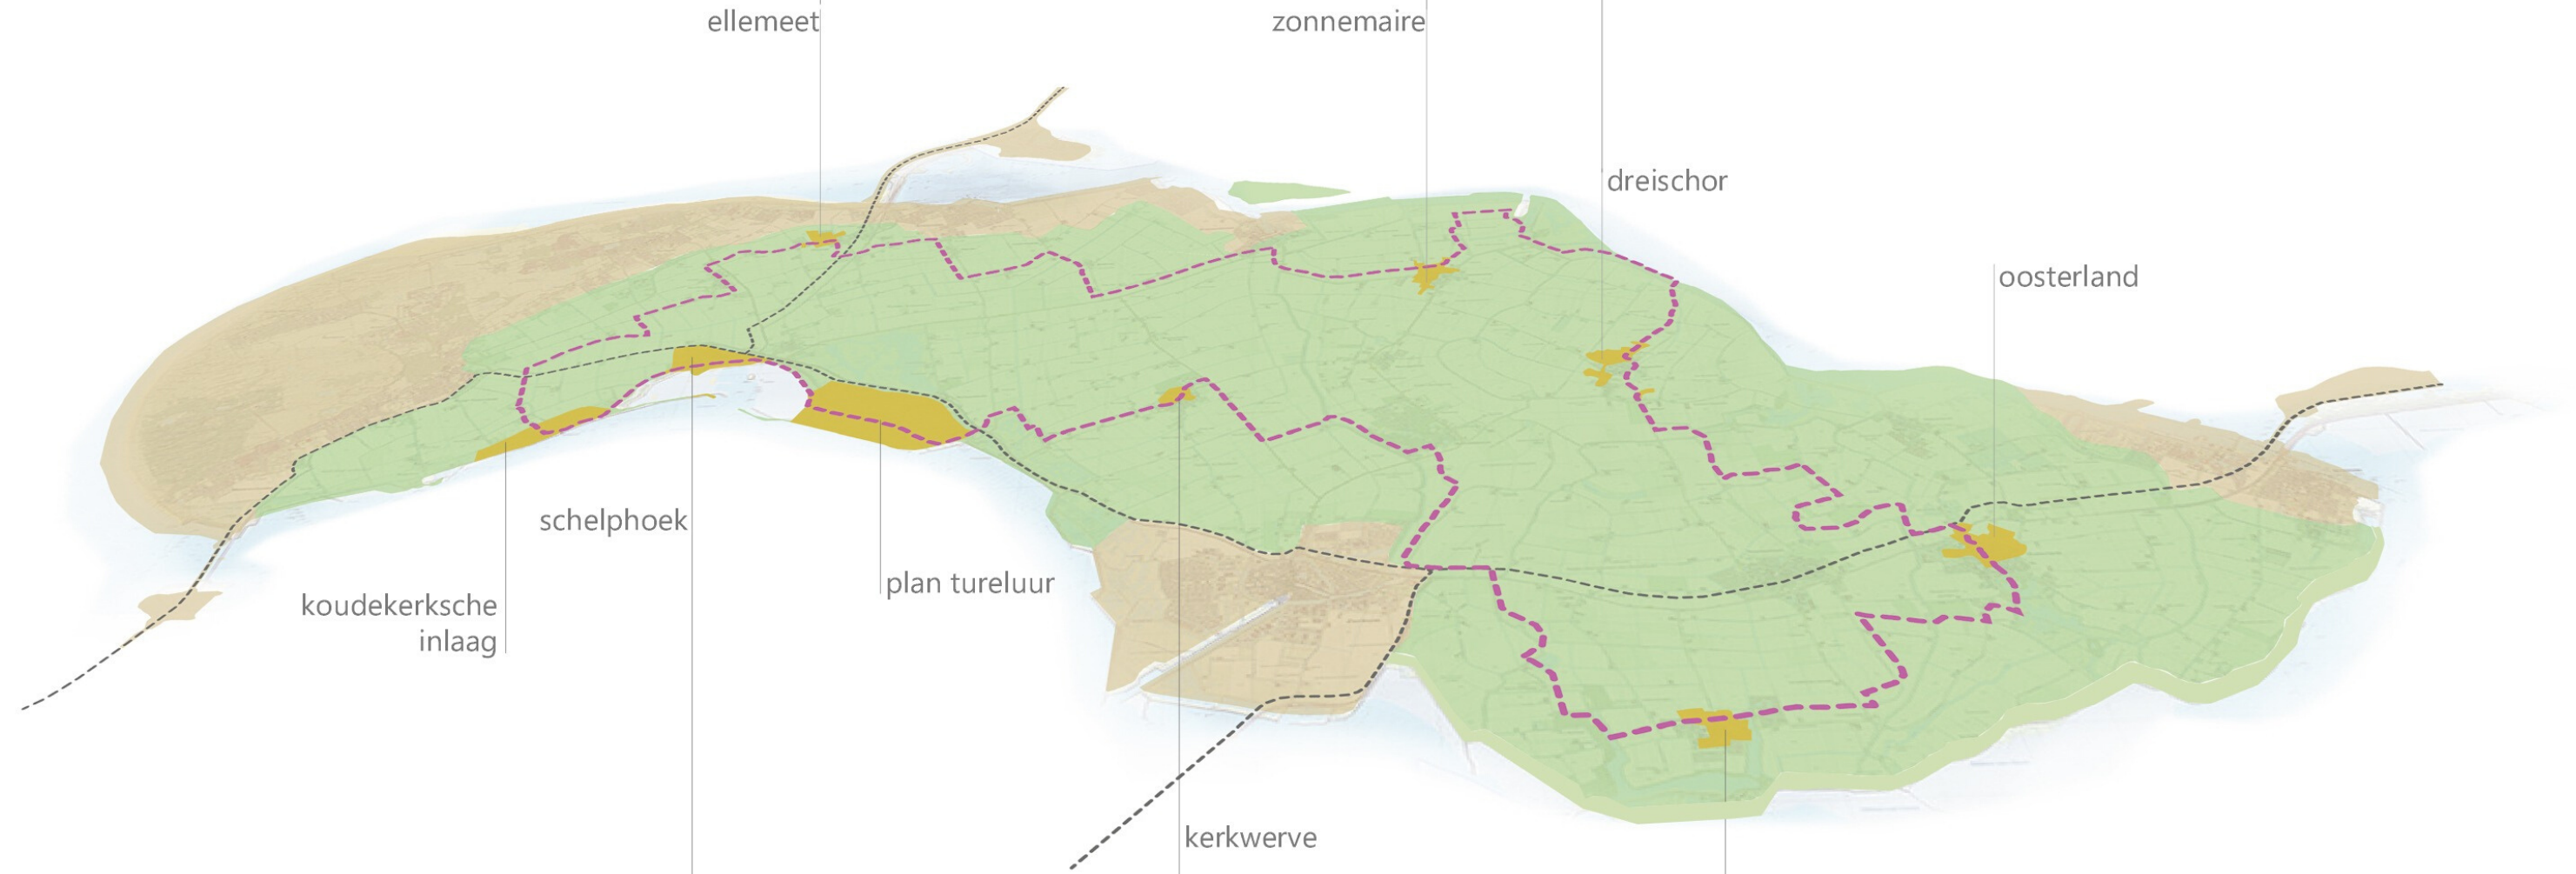 ellemeet
zonnemaire
dreischor
oosterland
schelphoek
plan tureluur
koudekerksche
inlaag
kerkwerve